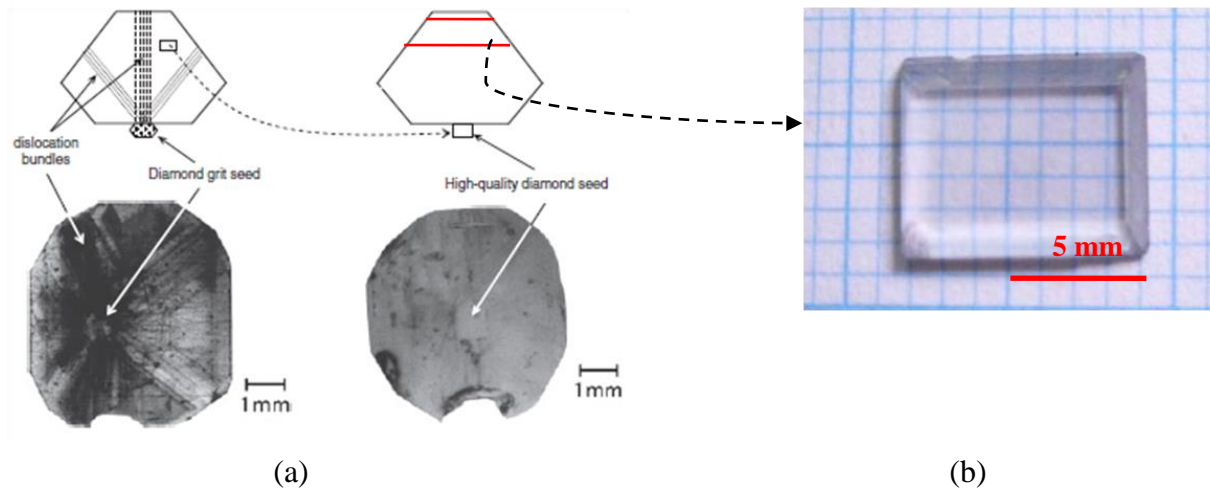 dislocation
bundles
Diamond grit seed
High-quality diamond seed
1mm
1mm
5 mm
(a)
(b)